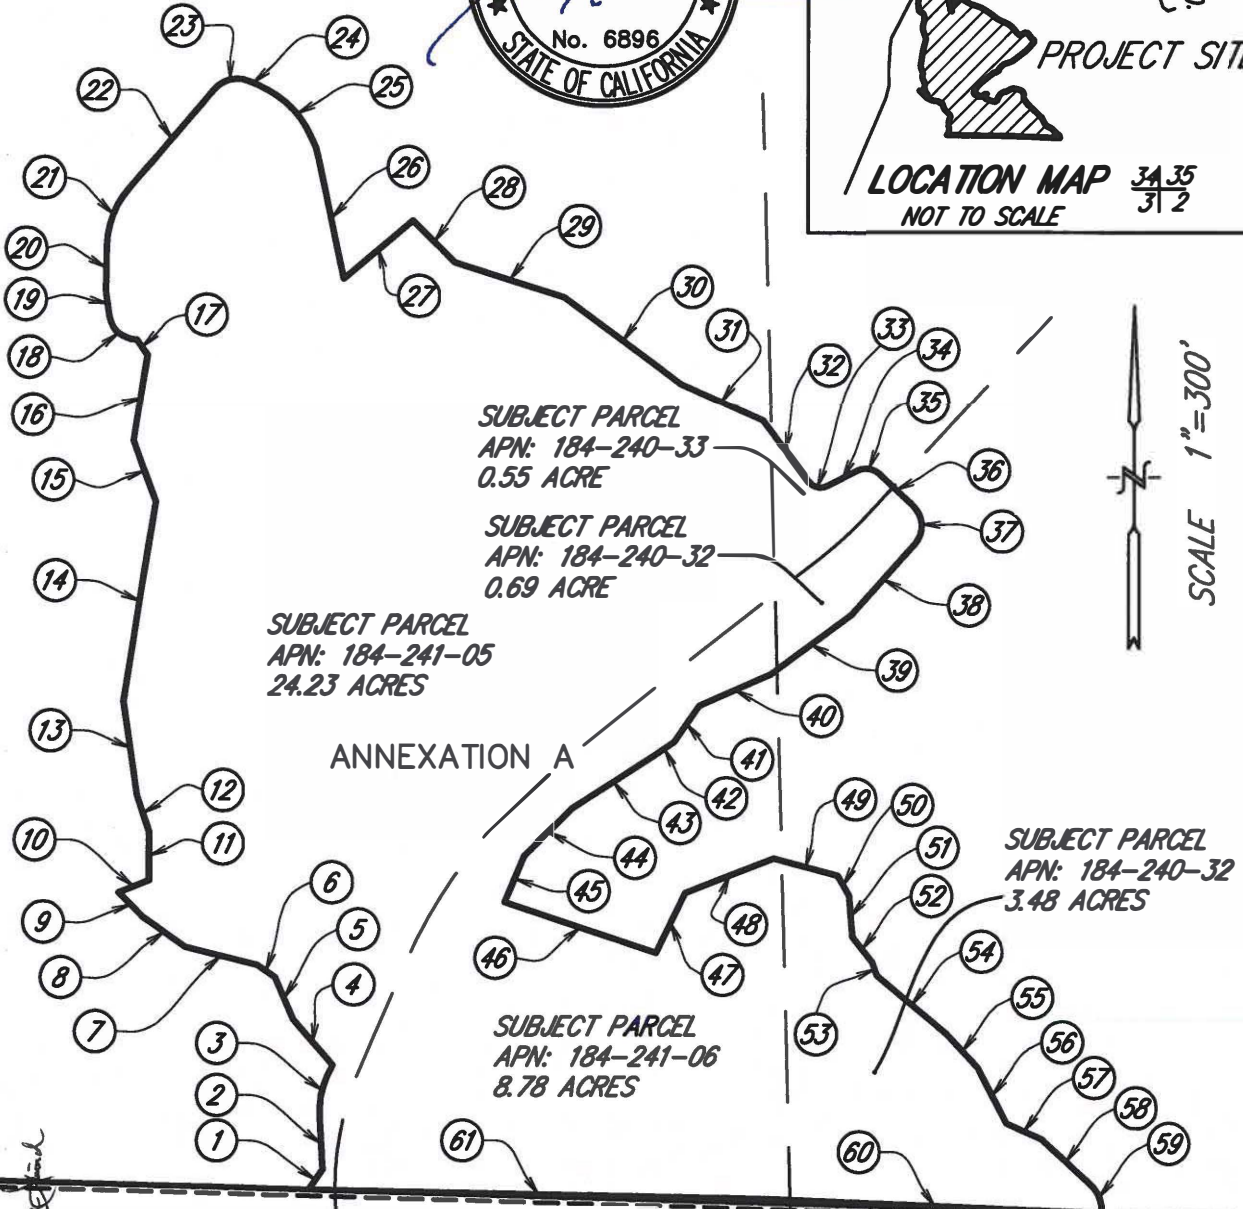 No. 6896
STATE OF CALIFORNIA
PROJECT SITE
LOCATION MAP
34 35
3 2
NOT TO SCALE
23
24
22
25
26
21
28
29
20
27
30
19
17
31
33
18
32
34
35
16
SCALE 1"=300'
SUBJECT PARCEL
APN: 184-240-33
0.55 ACRE
36
15
37
SUBJECT PARCEL
APN: 184-240-32
0.69 ACRE
14
38
SUBJECT PARCEL
APN: 184-241-05
24.23 ACRES
39
40
13
ANNEXATION A
41
12
42
49
50
43
10
11
51
SUBJECT PARCEL
APN: 184-240-32
3.48 ACRES
44
6
45
52
9
5
48
54
46
8
4
47
55
7
53
3
SUBJECT PARCEL
APN: 184-241-06
8.78 ACRES
56
57
2
58
1
61
60
59